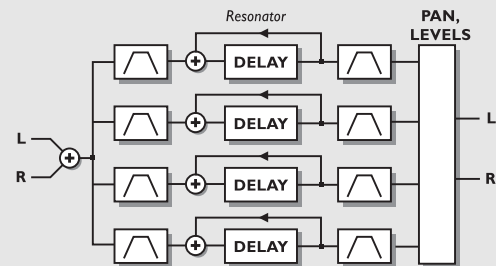 Resonator
PAN,
LEVELS
DELAY
DELAY
L
L
R
DELAY
R
DELAY